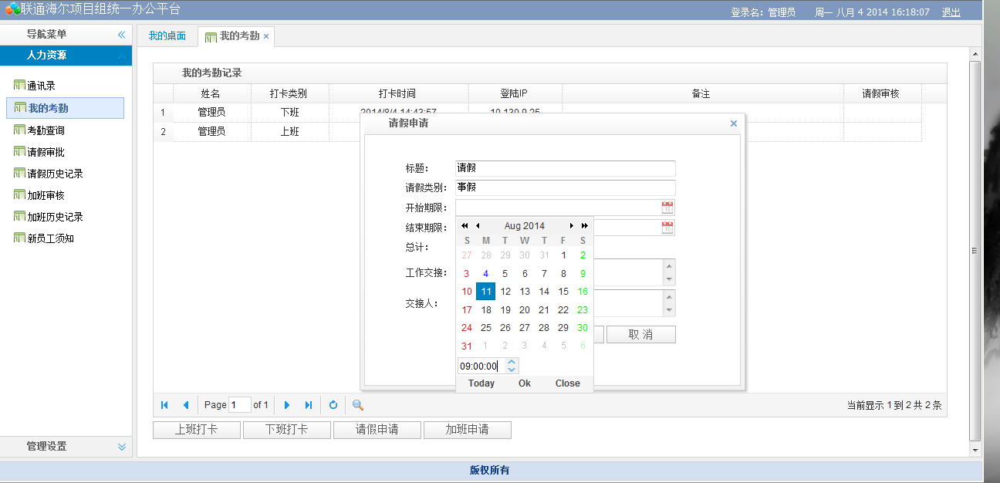 联通海尔项目组统一办公平台
登录名：管理员 周一 八月 4 2014 16:18:07 退出
导航菜单
人力资源
通讯录
我的考勤
考勤查询
请假审批
请假历史记录
加班审核
加班历史记录
新员工须知
管理设置
我的桌面 我的考勤
我的考勤记录
姓名 打卡类别 打卡时间 登陆IP 备注 请假审核
1 管理员 下班 2014/8/4 14:43:57 10.130.9.25
2 管理员 上班
请假申请
标题： 请假
请假类别： 事假
开始期限：
结束期限：
总计：
工作交接：
交接人：
取 消
Aug 2014
S M T W T F S
27 28 29 30 31 1 2
3 4 5 6 7 8 9
10 11 12 13 14 15 16
17 18 19 20 21 22 23
24 25 26 27 28 29 30
31 1 2 3 4 5 6
09:00:00
Today Ok Close
Page 1 of 1
当前显示 1 到 2 共 2 条
上班打卡 下班打卡 请假申请 加班申请
版权所有